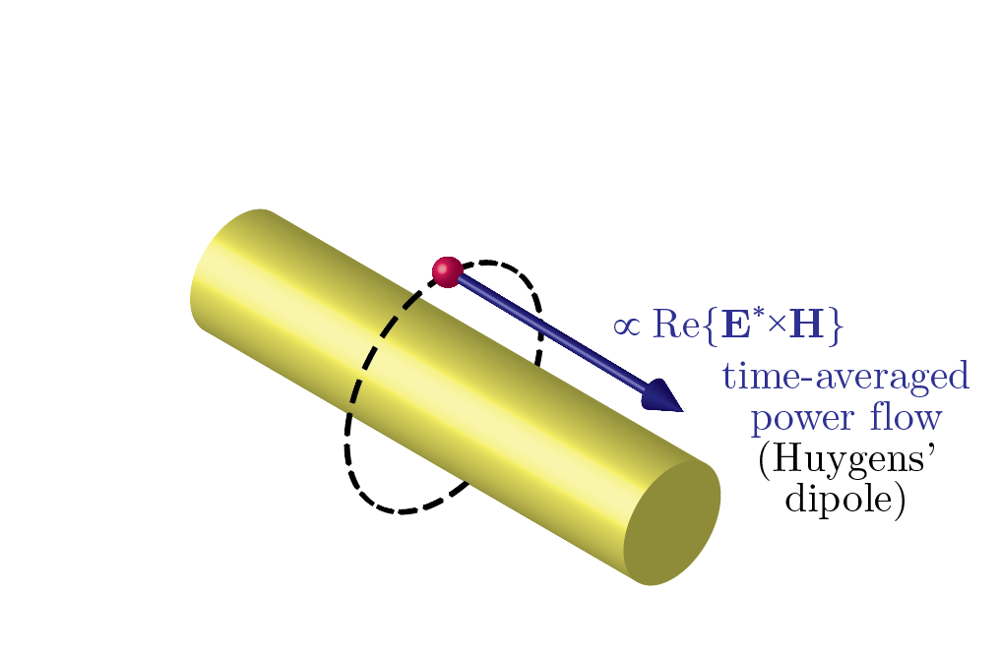 ∝ Re{E*×H}
time-averaged
power flow
(Huygens’
dipole)